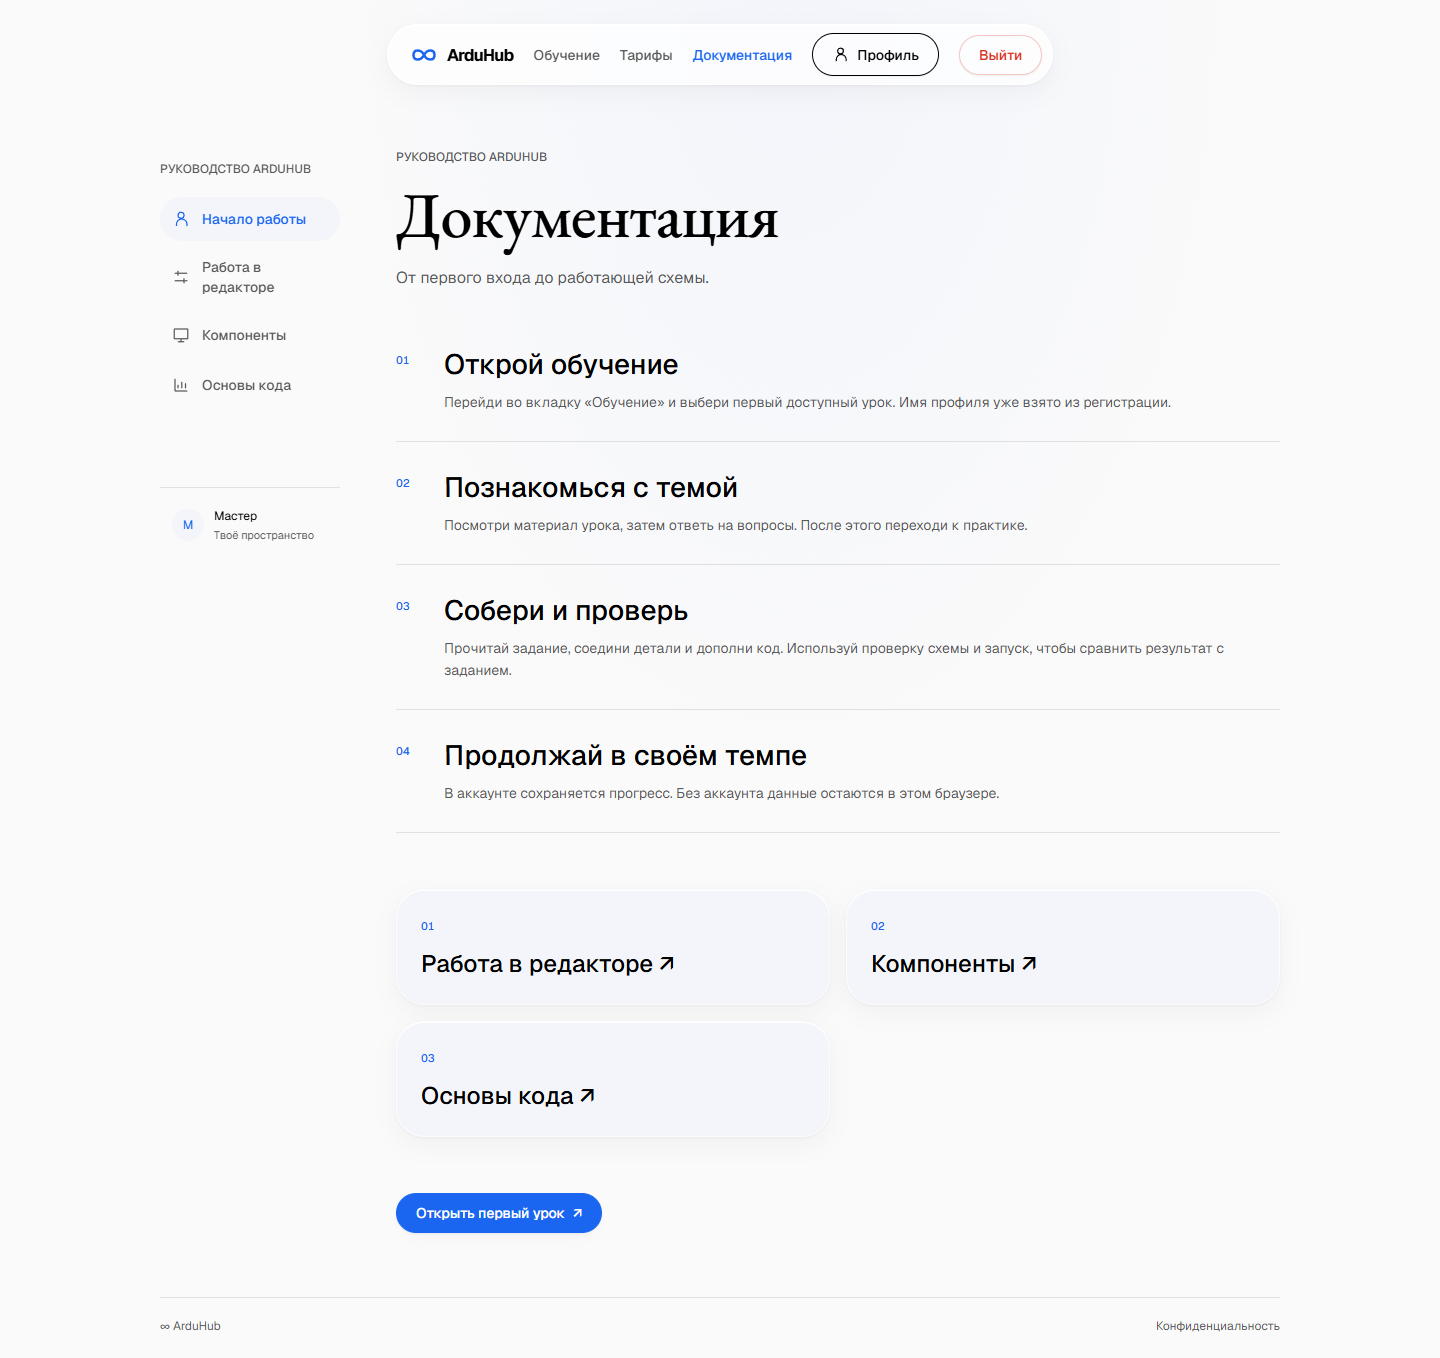 ArduHub
Обучение
Тарифы
Документация
Профиль
Выйти
РУКОВОДСТВО ARDUHUB
Начало работы
Работа в
редакторе
Компоненты
Основы кода
М
Мастер
Твоё пространство
РУКОВОДСТВО ARDUHUB
Документация
От первого входа до работающей схемы.
01
Открой обучение
Перейди во вкладку «Обучение» и выбери первый доступный урок. Имя профиля уже взято из регистрации.
02
Познакомься с темой
Посмотри материал урока, затем ответь на вопросы. После этого переходи к практике.
03
Собери и проверь
Прочитай задание, соедини детали и дополни код. Используй проверку схемы и запуск, чтобы сравнить результат с
заданием.
04
Продолжай в своём темпе
В аккаунте сохраняется прогресс. Без аккаунта данные остаются в этом браузере.
01
Работа в редакторе
02
Компоненты
03
Основы кода
Открыть первый урок
∞ ArduHub
Конфиденциальность